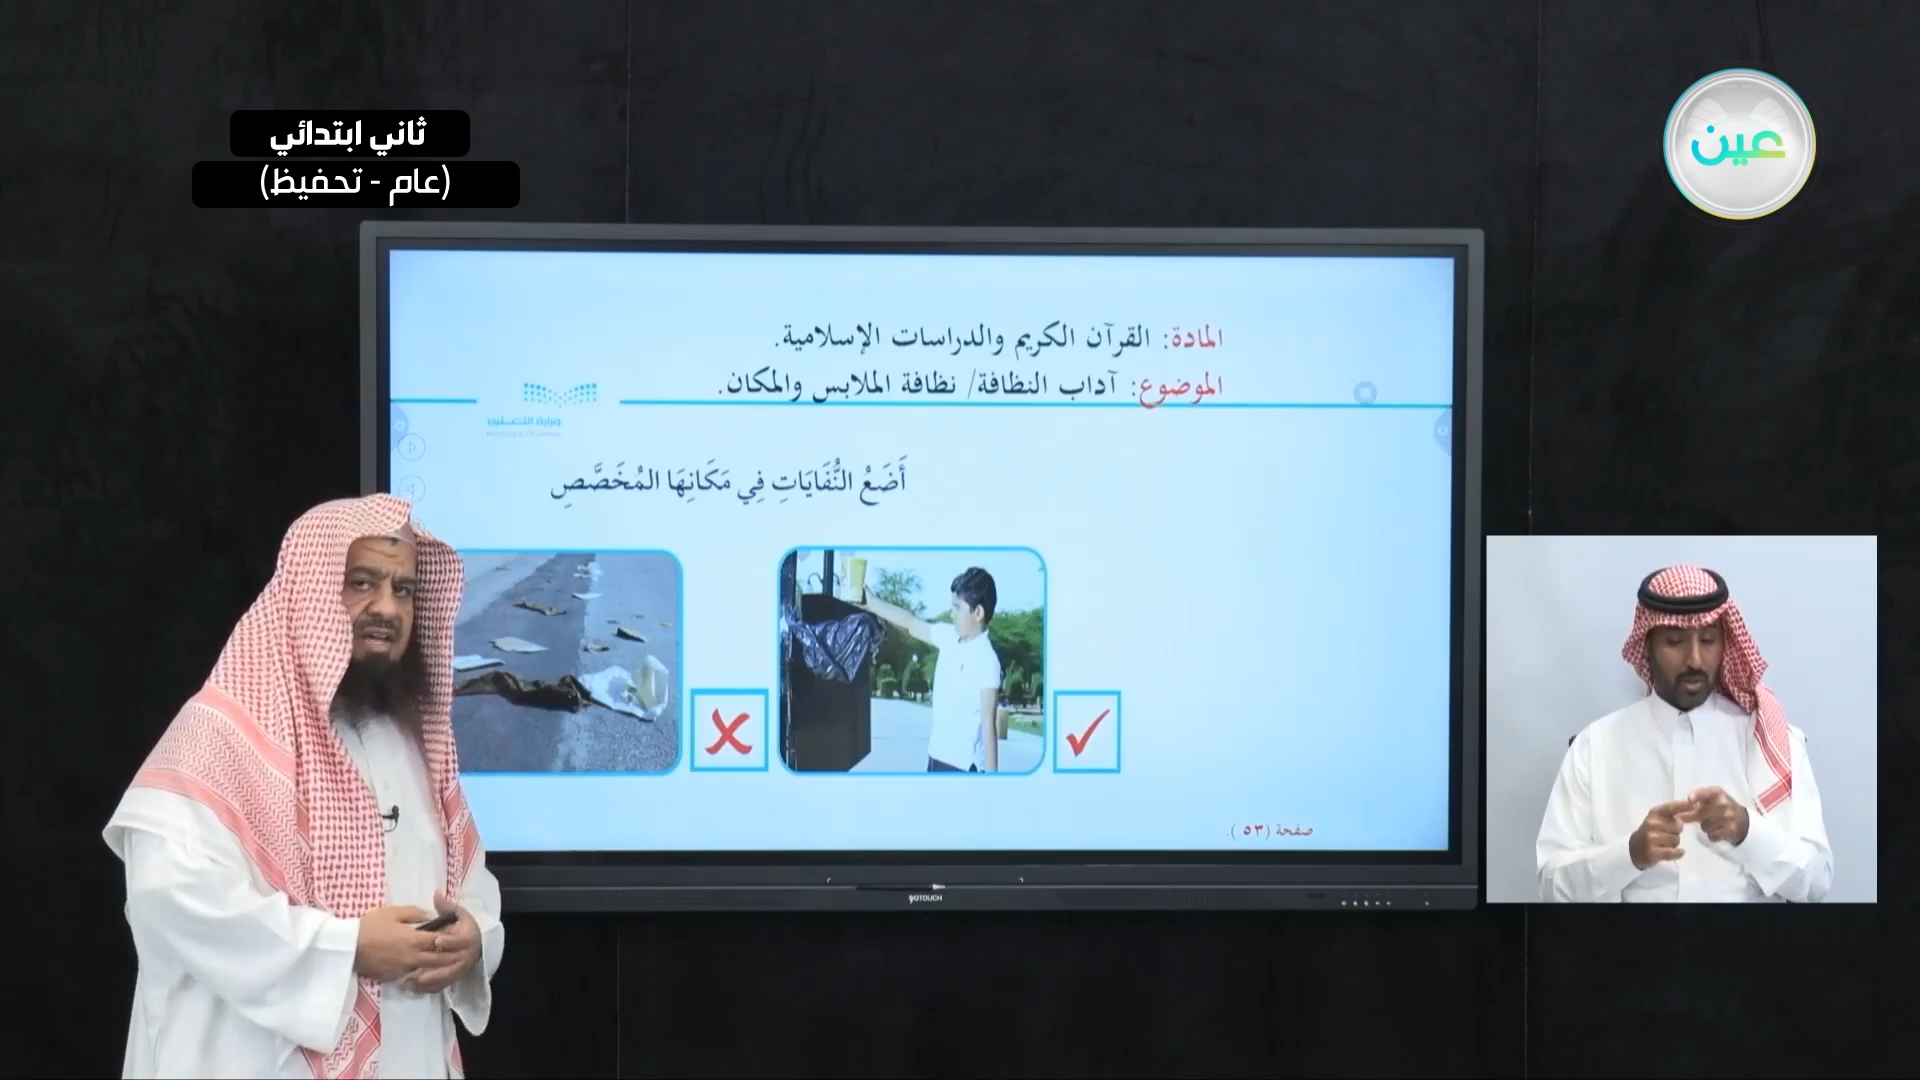 ثاني ابتدائي
(عام - تحفيظ)
عين
المادة: القرآن الكريم والدراسات الإسلامية.
الموضوع: آداب النظافة/ نظافة الملابس والمكان.
وزارة التعليم
أَضَعُ النُّفَايَاتِ فِي مَكَانِهَا المُخَصَّصِ
صفحة (٥٣).